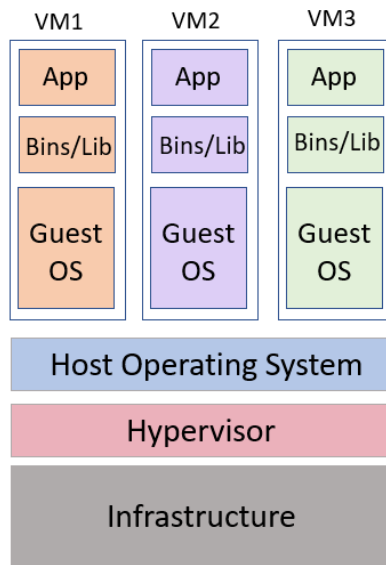 VM1
VM2
VM3
App
App
App
Bins/Lib
Bins/Lib
Bins/Lib
Guest
OS
Guest
OS
Guest
OS
Host Operating System
Hypervisor
Infrastructure